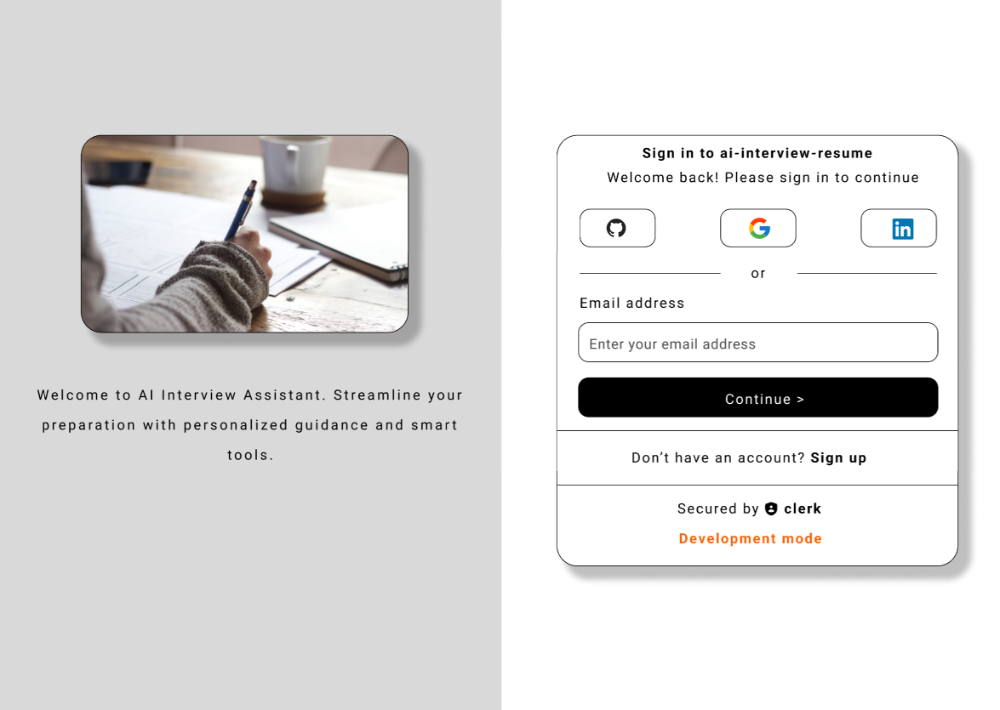 Welcome to AI Interview Assistant. Streamline your
preparation with personalized guidance and smart
tools.
Sign in to ai-interview-resume
Welcome back! Please sign in to continue
in
or
Email address
Enter your email address
Continue >
Don’t have an account? Sign up
Secured by clerk
Development mode